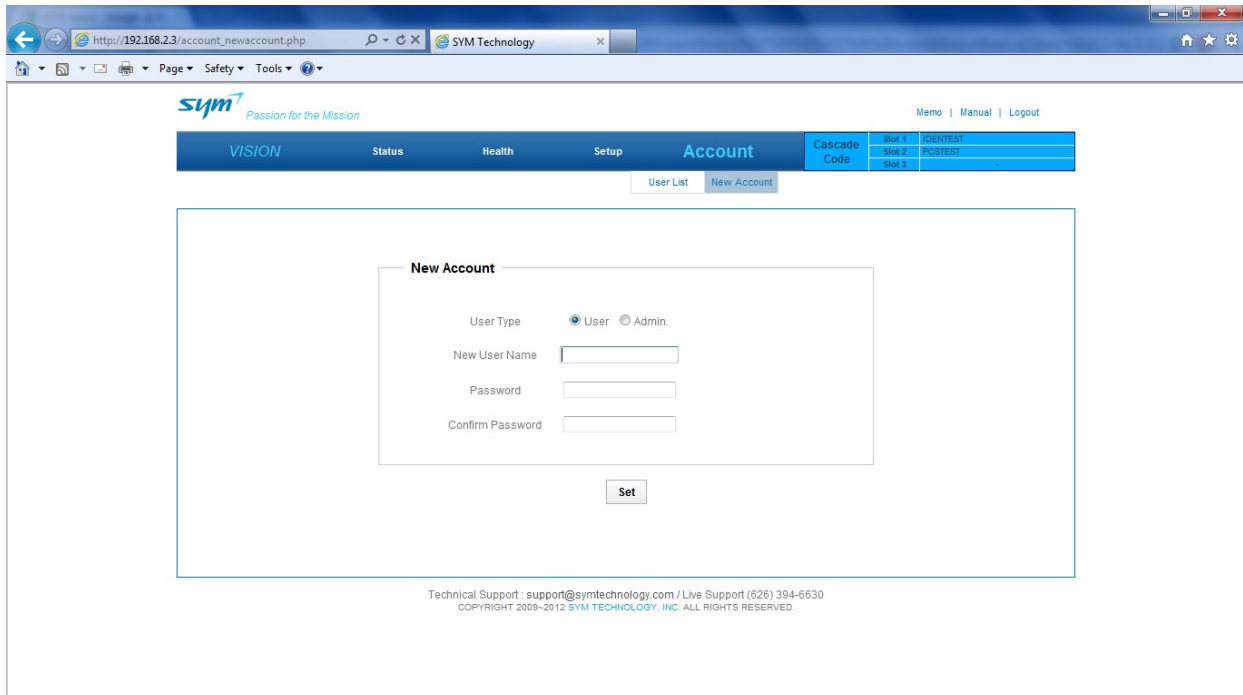 http://192.168.2.3/account_newaccount.php
SYM Technology
Page Safety Tools
sym Passion for the Mission
Memo | Manual | Logout
VISION Status Health Setup Account Cascade Code
Slot 1 IDENTEST
Slot 2 PCSTEST
Slot 3 -
User List New Account
New Account
User Type User Admin.
New User Name
Password
Confirm Password
Set
Technical Support : support@symtechnology.com / Live Support (626) 394-6630
COPYRIGHT 2009~2012 SYM TECHNOLOGY, INC. ALL RIGHTS RESERVED.